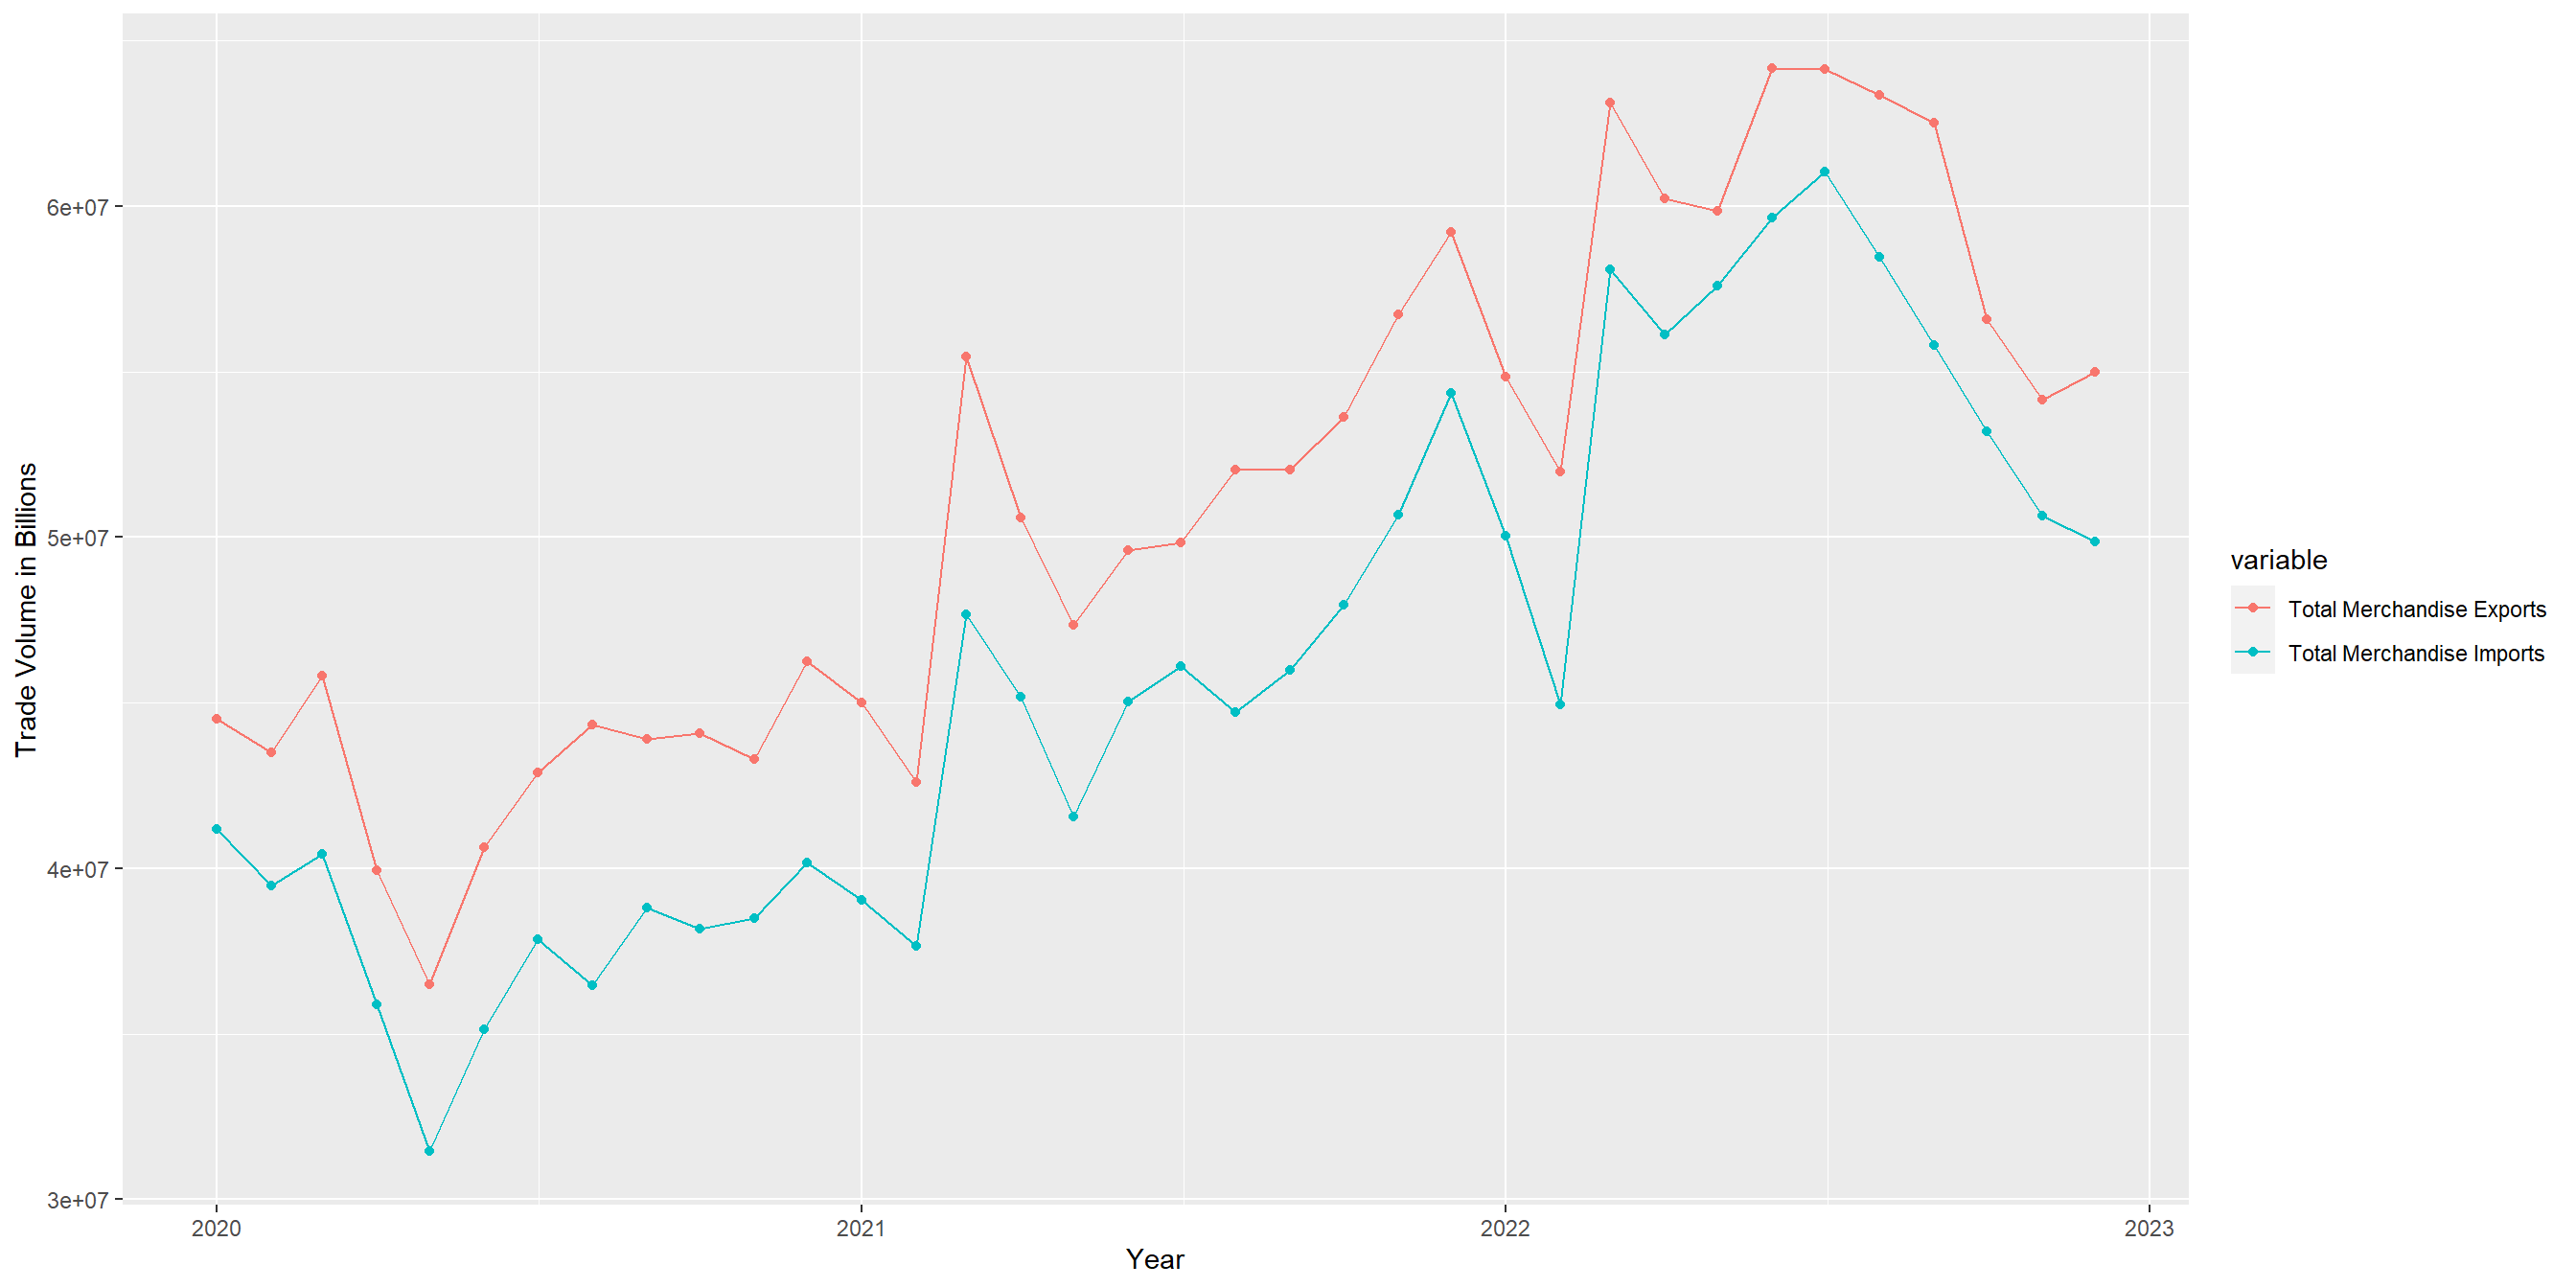 Trade Volume in Billions
6e+07
5e+07
4e+07
3e+07
2020
2021
2022
2023
Year
variable
Total Merchandise Exports
Total Merchandise Imports